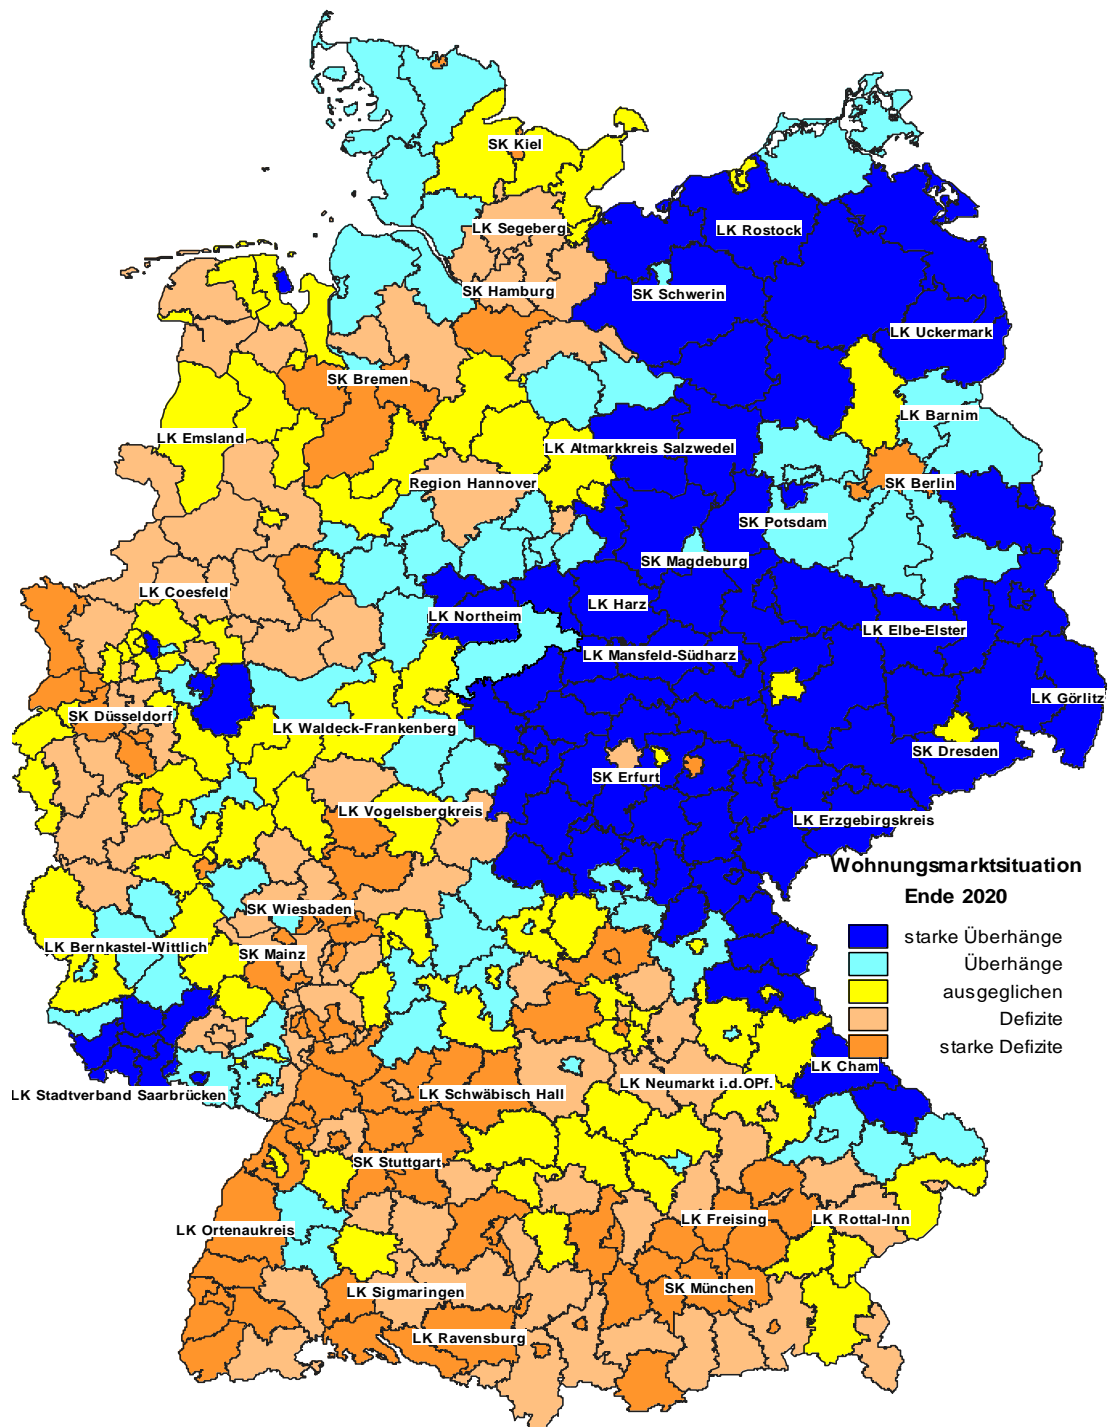 SK Kiel
LK Segeberg
LK Rostock
SK Hamburg
SK Schwerin
LK Uckermark
SK Bremen
LK Barnim
LK Emsland
LK Altmarkkreis Salzwedel
Region Hannover
SK Berlin
SK Potsdam
SK Magdeburg
LK Coesfeld
LK Harz
LK Northeim
LK Elbe-Elster
LK Mansfeld-Südharz
LK Görlitz
SK Düsseldorf
LK Waldeck-Frankenberg
SK Dresden
SK Erfurt
LK Vogelsbergkreis
LK Erzgebirgskreis
Wohnungsmarktsituation
Ende 2020
starke Überhänge
Überhänge
ausgeglichen
Defizite
starke Defizite
SK Wiesbaden
LK Bernkastel-Wittlich
SK Mainz
LK Cham
LK Neumarkt i.d.OPf.
LK Stadtverband Saarbrücken
LK Schwäbisch Hall
SK Stuttgart
LK Ortenaukreis
LK Freising
LK Rottal-Inn
LK Sigmaringen
SK München
LK Ravensburg